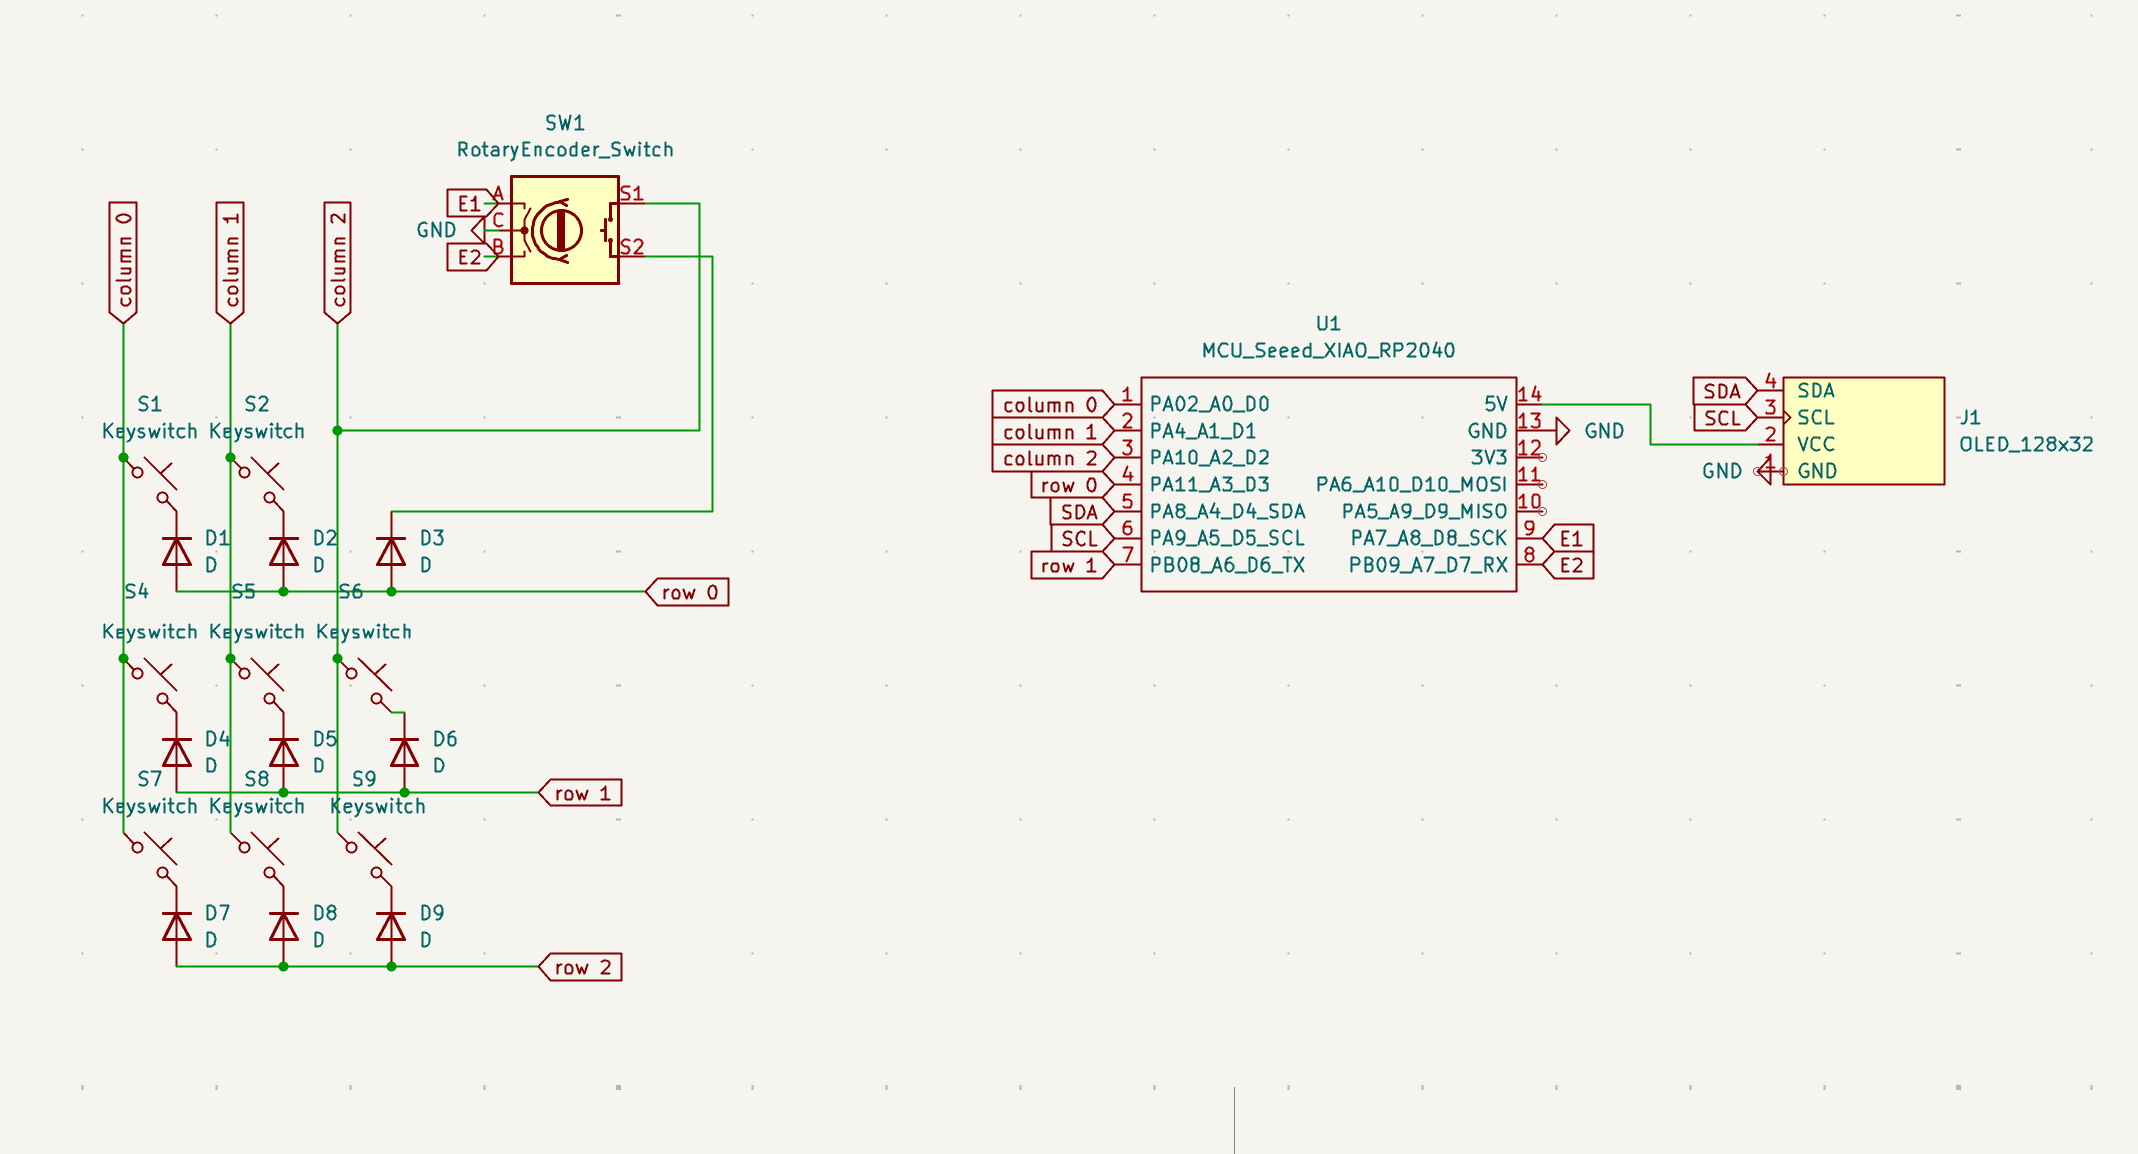 SW1
RotaryEncoder_Switch
column 0
column 1
column 2
E1
A
S1
GND
C
E2
B
S2
S1
Keyswitch
S2
Keyswitch
D1
D
D2
D
D3
D
row 0
S4
Keyswitch
S5
Keyswitch
S6
Keyswitch
D4
D
D5
D
D6
D
row 1
S7
Keyswitch
S8
Keyswitch
S9
Keyswitch
D7
D
D8
D
D9
D
row 2
U1
MCU_Seeed_XIAO_RP2040
column 0 1 PA02_A0_D0
column 1 2 PA4_A1_D1
column 2 3 PA10_A2_D2
row 0 4 PA11_A3_D3
SDA 5 PA8_A4_D4_SDA
SCL 6 PA9_A5_D5_SCL
row 1 7 PB08_A6_D6_TX
5V 14
GND 13 GND
3V3 12
PA6_A10_D10_MOSI 11
PA5_A9_D9_MISO 10
PA7_A8_D8_SCK 9 E1
PB09_A7_D7_RX 8 E2
SDA 4 SDA
SCL 3 SCL
2 VCC
GND 1 GND
J1
OLED_128x32